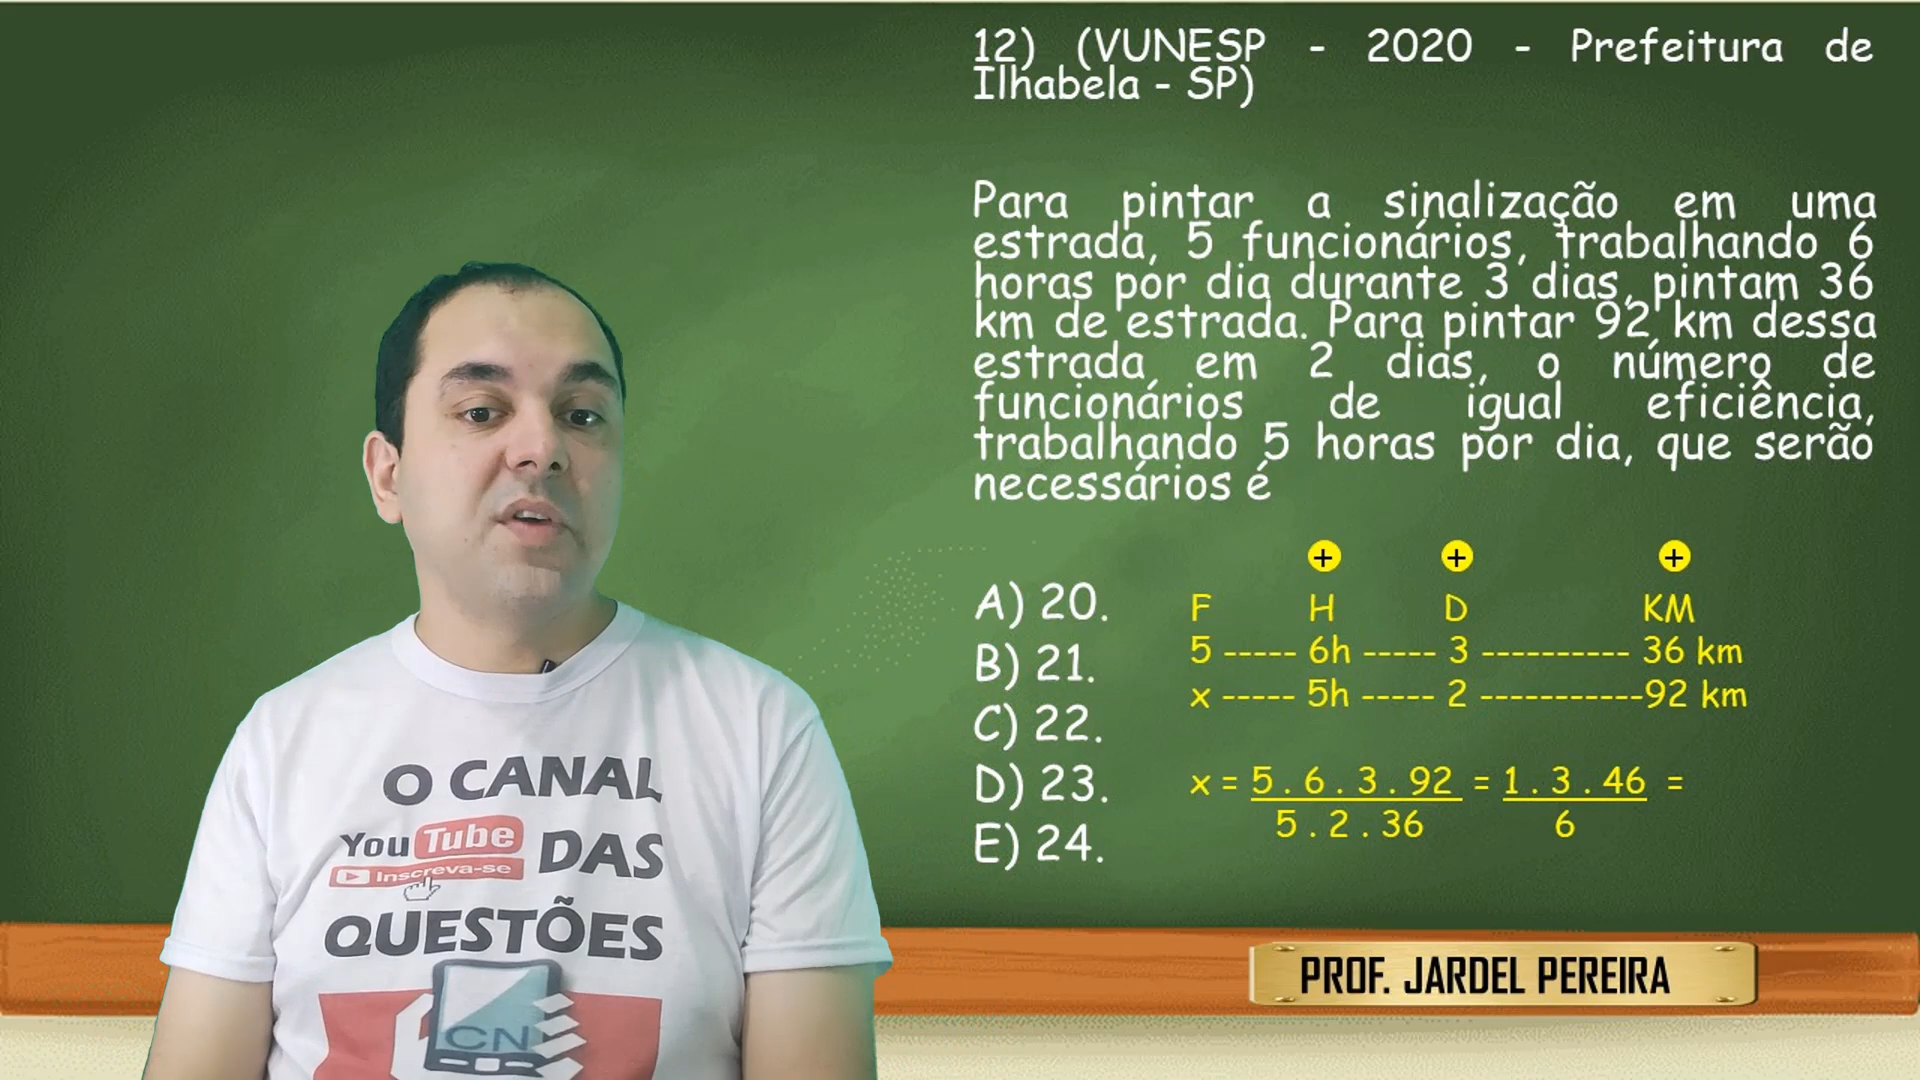 12) (VUNESP - 2020 - Prefeitura de
Ilhabela - SP)
Para pintar a sinalização em uma
estrada, 5 funcionários, trabalhando 6
horas por dia durante 3 dias, pintam 36
km de estrada. Para pintar 92 km dessa
estrada em 2 dias, o número de
funcionários de igual eficiência,
trabalhando 5 horas por dia, que serão
necessários é
A) 20.
B) 21.
C) 22.
D) 23.
E) 24.
+ + +
F H D KM
5 ----- 6h ----- 3 ---------- 36 km
x ----- 5h ----- 2 -----------92 km
x = 5 . 6 . 3 . 92 = 1 . 3 . 46 =
5 . 2 . 36 6
O CANAL
YouTube DAS
Inscreva-se
QUESTÕES
CN
PROF. JARDEL PEREIRA